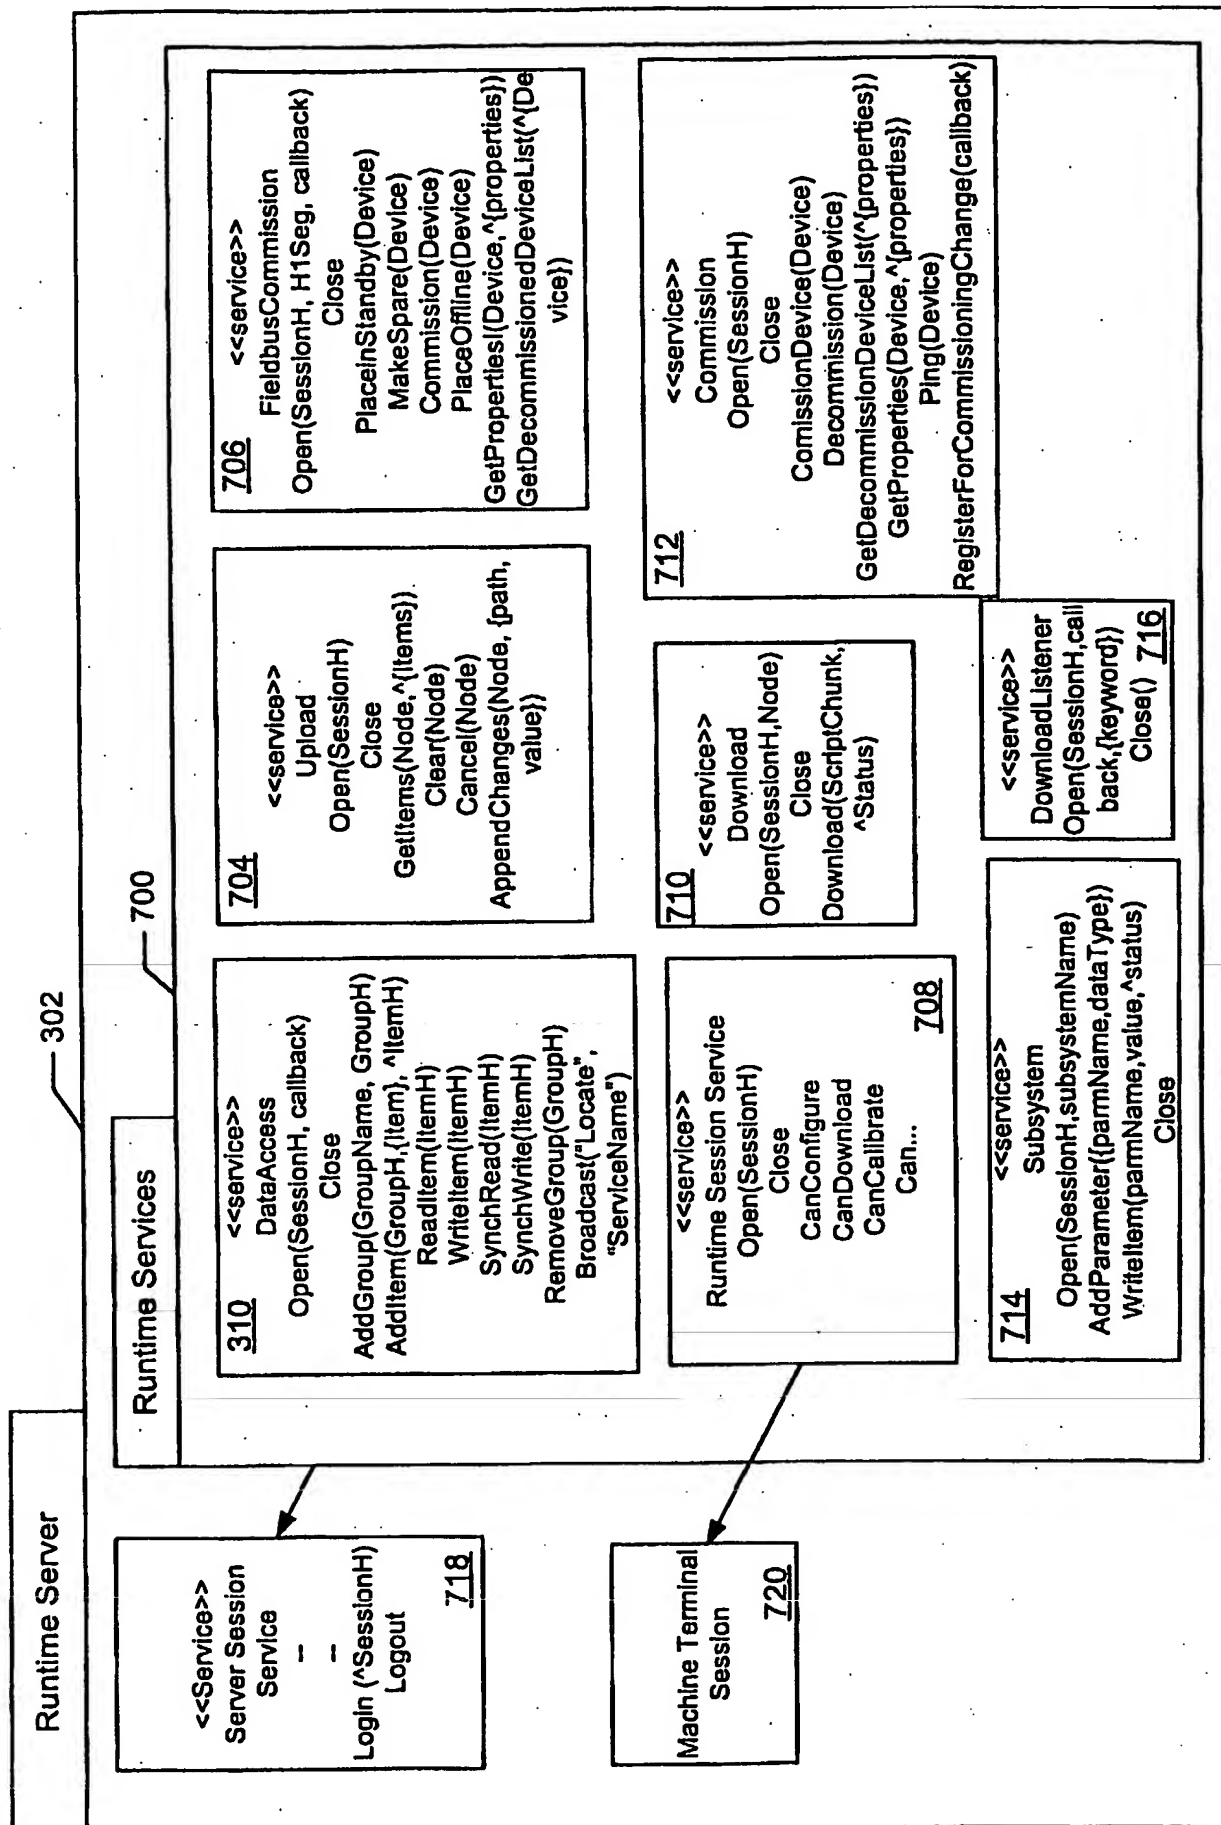 Runtime Server
302
Runtime Services
700
<<Service>>
Server Session
Service
--
--
Login (^SessionH)
Logout
718
Machine Terminal
Session
720
310
<<service>>
DataAccess
Open(SessionH, callback)
Close
AddGroup(GroupName, GroupH)
AddItem(GroupH,{Item}, ^ItemH)
ReadItem(ItemH)
WriteItem(ItemH)
SynchRead(ItemH)
SynchWrite(ItemH)
RemoveGroup(GroupH)
Broadcast("Locate",
"ServiceName")
704
<<service>>
Upload
Open(SessionH)
Close
GetItems(Node,^{Items})
Clear(Node)
Cancel(Node)
AppendChanges(Node, {path,
value})
706
<<service>>
FieldbusCommission
Open(SessionH, H1Seg, callback)
Close
PlaceInStandby(Device)
MakeSpare(Device)
Commission(Device)
PlaceOffline(Device)
GetPropertiesI(Device,^{properties})
GetDecommissionedDeviceList(^{De
vice})
<<service>>
Runtime Session Service
Open(SessionH)
Close
CanConfigure
CanDownload
CanCalibrate
Can...
708
710
<<service>>
Download
Open(SessionH,Node)
Close
Download(ScriptChunk,
^Status)
712
<<service>>
Commission
Open(SessionH)
Close
ComissionDevice(Device)
Decommission(Device)
GetDecommissionDeviceList(^{properties})
GetProperties(Device,^{properties})
Ping(Device)
RegisterForCommissioningChange(callback)
714
<<service>>
Subsystem
Open(SessionH,subsystemName)
AddParameter({parmName,dataType})
WriteItem(parmName,value,^status)
Close
<<service>>
DownloadListener
Open(SessionH,call
back,{keyword})
Close() 716